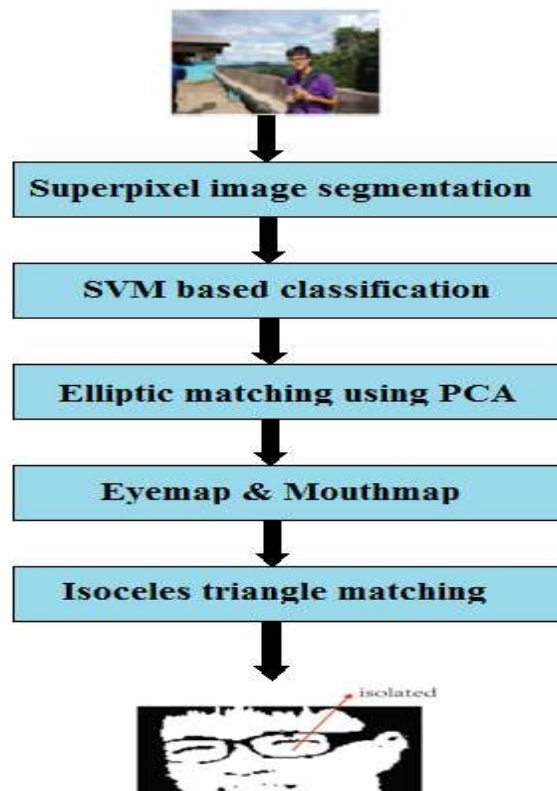 Superpixel image segmentation
SVM based classification
Elliptic matching using PCA
Eyemap & Mouthmap
Isoceles triangle matching
isolated